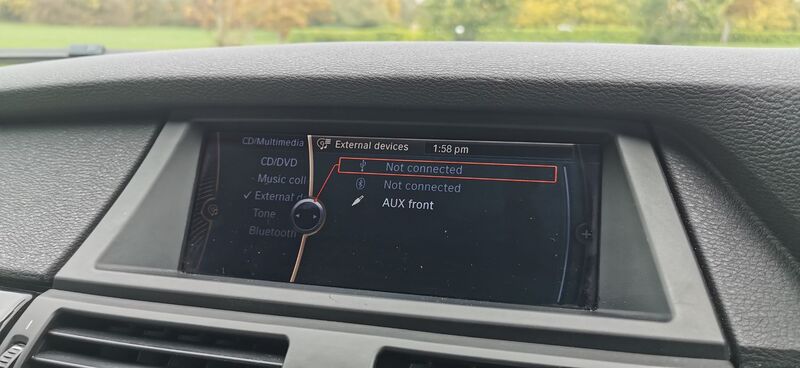 CD/Multimedia
External devices
1:58 pm
CD/DVD
Not connected
Music coll
Not connected
External d
AUX front
Tone
Bluetooth